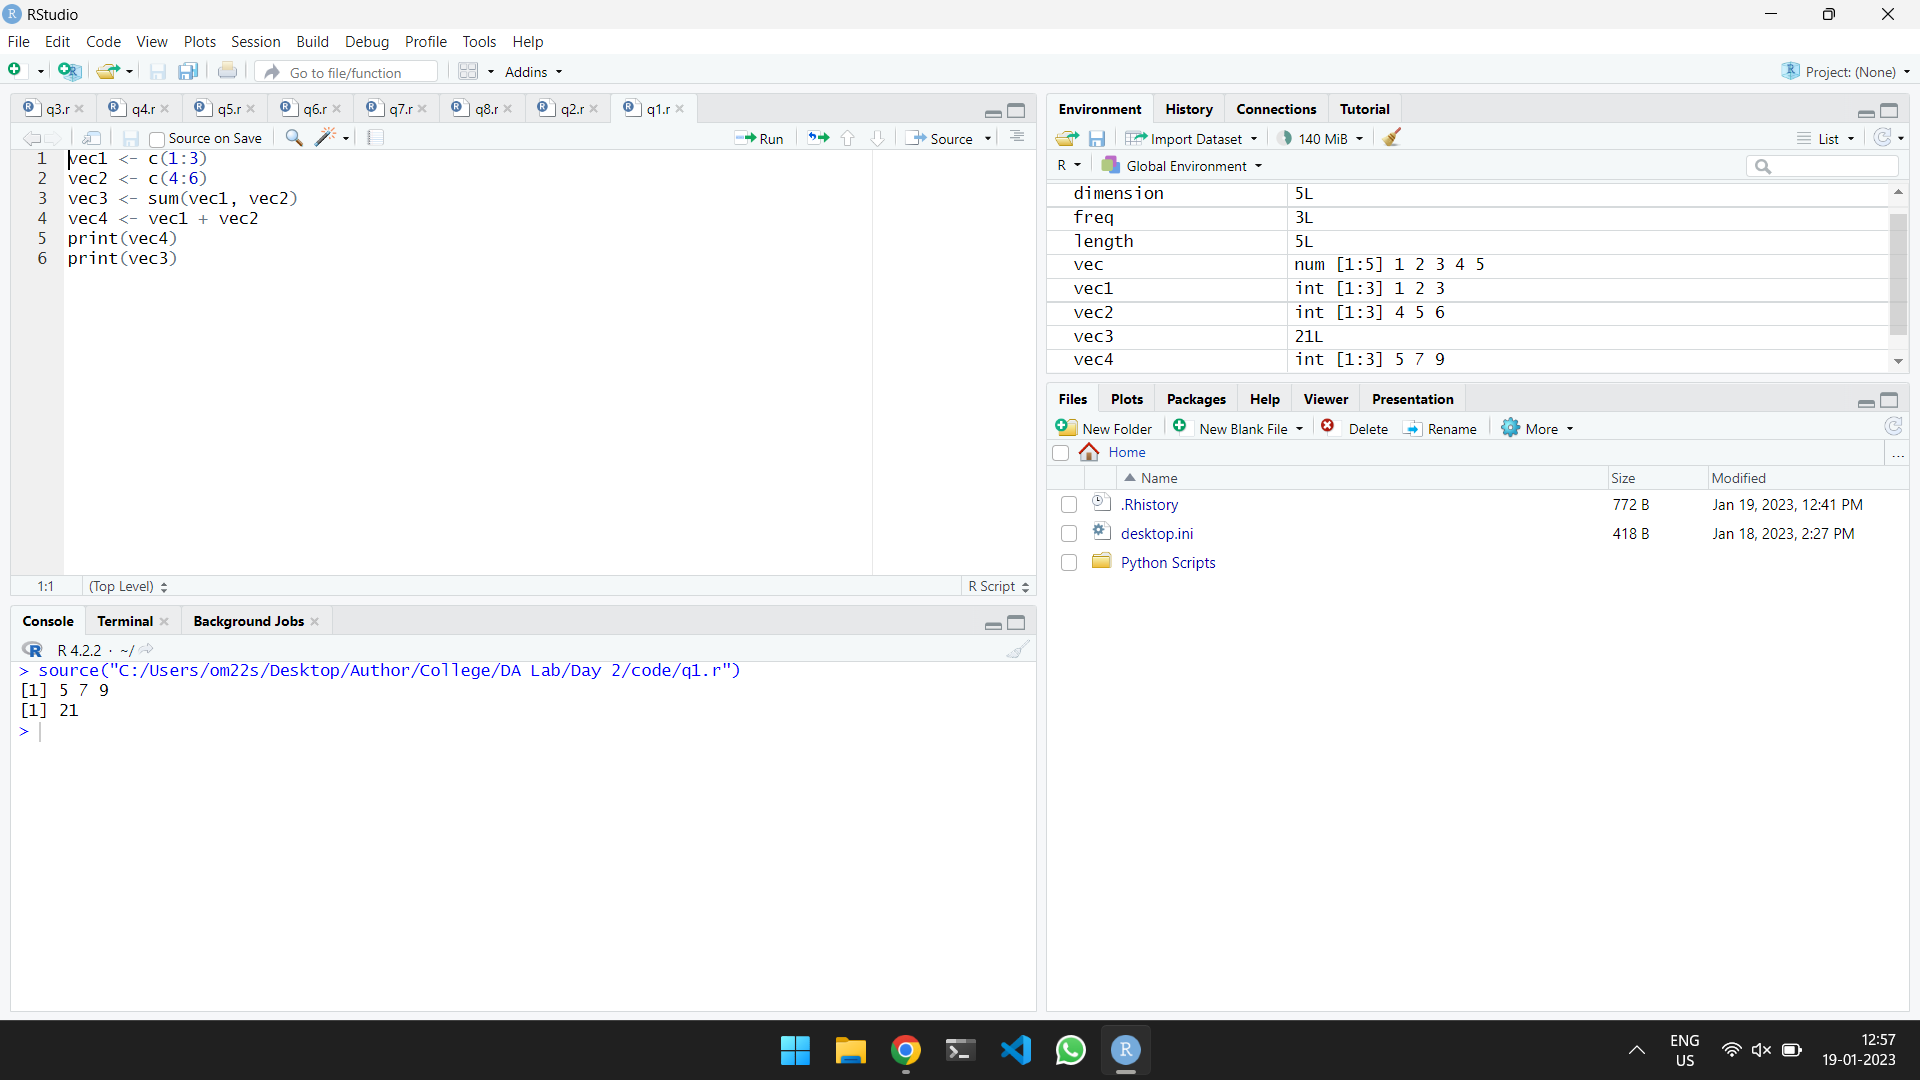 RStudio
File Edit Code View Plots Session Build Debug Profile Tools Help
Go to file/function Addins Project: (None)
q3.r q4.r q5.r q6.r q7.r q8.r q2.r q1.r
Source on Save Run Source
1 vec1 <- c(1:3)
2 vec2 <- c(4:6)
3 vec3 <- sum(vec1, vec2)
4 vec4 <- vec1 + vec2
5 print(vec4)
6 print(vec3)
1:1 (Top Level) R Script
Console Terminal Background Jobs
R 4.2.2 · ~/
> source("C:/Users/om22s/Desktop/Author/College/DA Lab/Day 2/code/q1.r")
[1] 5 7 9
[1] 21
>
Environment History Connections Tutorial
Import Dataset 140 MiB List
R Global Environment
dimension 5L
freq 3L
length 5L
vec num [1:5] 1 2 3 4 5
vec1 int [1:3] 1 2 3
vec2 int [1:3] 4 5 6
vec3 21L
vec4 int [1:3] 5 7 9
Files Plots Packages Help Viewer Presentation
New Folder New Blank File Delete Rename More
Home ...
Name Size Modified
.Rhistory 772 B Jan 19, 2023, 12:41 PM
desktop.ini 418 B Jan 18, 2023, 2:27 PM
Python Scripts
ENG 12:57
US 19-01-2023